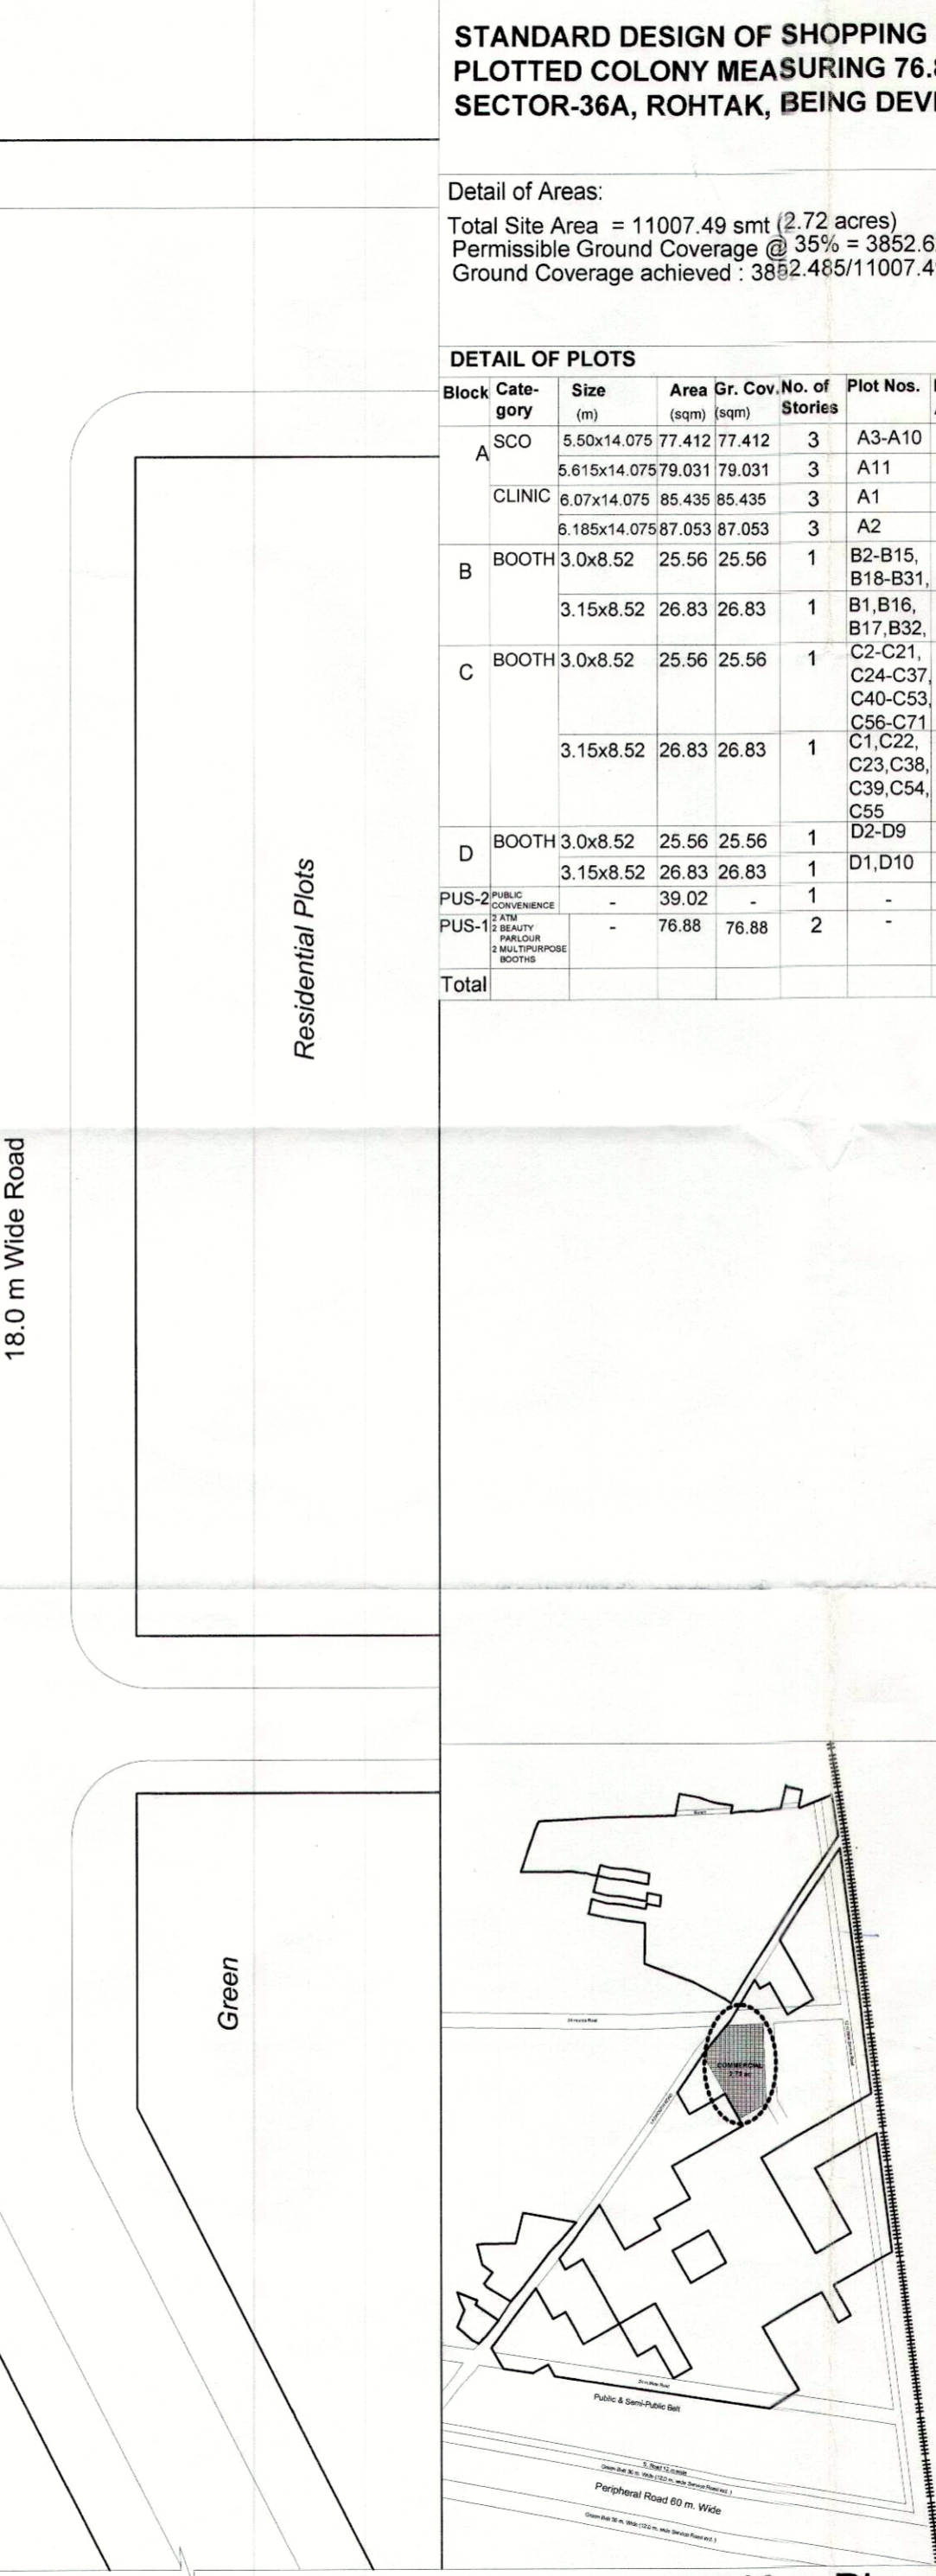 STANDARD DESIGN OF SHOPPING
PLOTTED COLONY MEASURING 76.
SECTOR-36A, ROHTAK, BEING DEV
Detail of Areas:
Total Site Area = 11007.49 smt (2.72 acres)
Permissible Ground Coverage @ 35% = 3852.6
Ground Coverage achieved : 3852.485/11007.4
DETAIL OF PLOTS
Block Cate-gory Size (m) Area (sqm) Gr. Cov. (sqm) No. of Stories Plot Nos.
A SCO 5.50x14.075 77.412 77.412 3 A3-A10
5.615x14.075 79.031 79.031 3 A11
CLINIC 6.07x14.075 85.435 85.435 3 A1
6.185x14.075 87.053 87.053 3 A2
B BOOTH 3.0x8.52 25.56 25.56 1 B2-B15,
B18-B31,
3.15x8.52 26.83 26.83 1 B1,B16,
B17,B32,
C BOOTH 3.0x8.52 25.56 25.56 1 C2-C21,
C24-C37,
C40-C53,
C56-C71
3.15x8.52 26.83 26.83 1 C1,C22,
C23,C38,
C39,C54,
C55
D BOOTH 3.0x8.52 25.56 25.56 1 D2-D9
3.15x8.52 26.83 26.83 1 D1,D10
PUS-2 PUBLIC CONVENIENCE - 39.02 - 1 -
PUS-1 2 ATM - 76.88 76.88 2 -
2 BEAUTY
PARLOUR
2 MULTIPURPOSE
BOOTHS
Total
Residential Plots
18.0 m Wide Road
Green
COMMERCIAL
Public & Semi-Public Belt
Peripheral Road 60 m. Wide